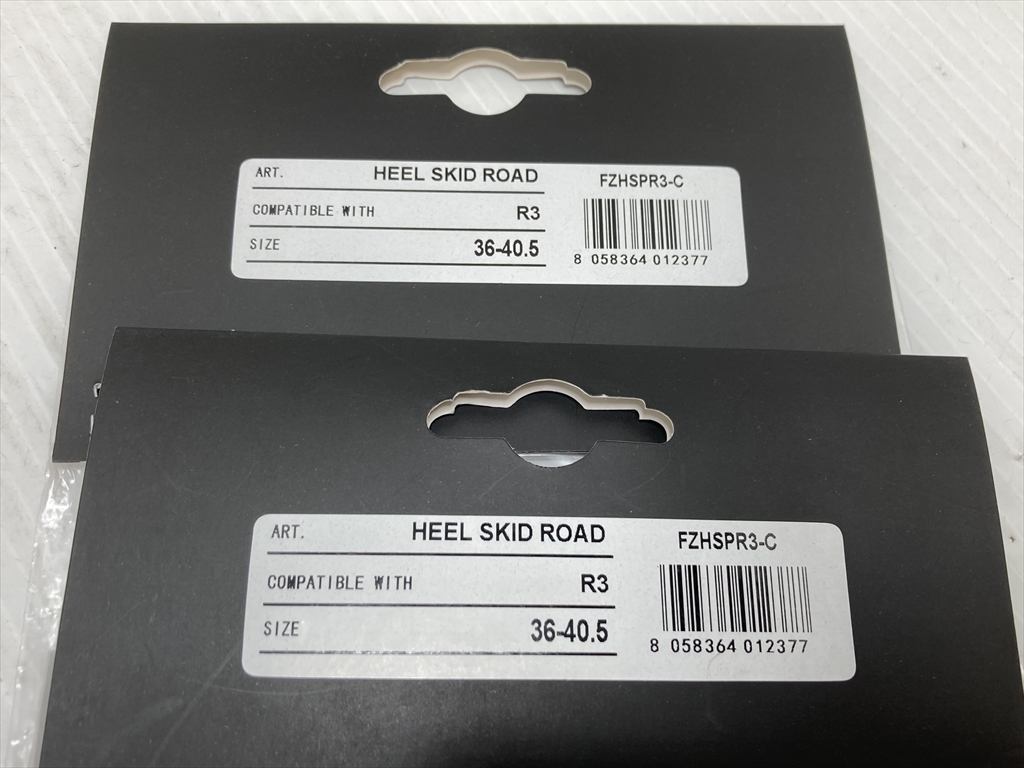 ART. HEEL SKID ROAD
COMPATIBLE WITH R3
SIZE 36-40.5
FZHSPR3-C
8 058364 012377
ART. HEEL SKID ROAD
COMPATIBLE WITH R3
SIZE 36-40.5
FZHSPR3-C
8 058364 012377